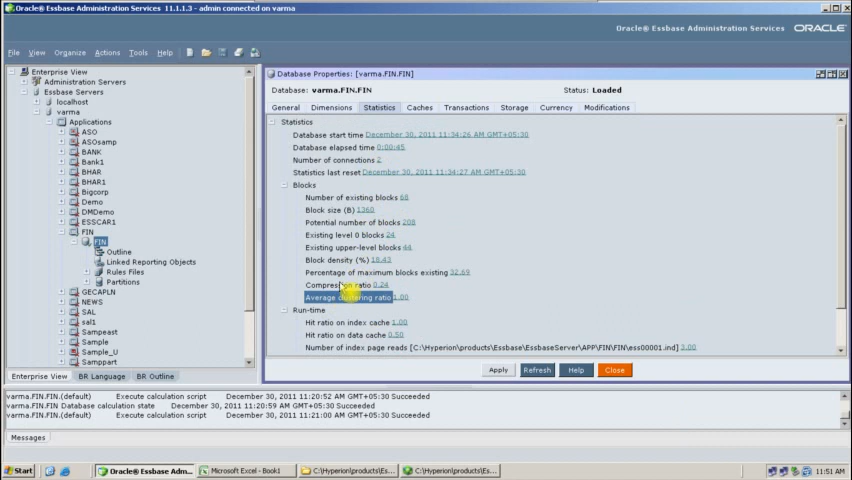 Oracle® Essbase Administration Services  11.1.1.3 - admin connected on varma
Oracle® Essbase Administration Services ORACLE
File View Organize Actions Tools Help
Enterprise View
Administration Servers
Essbase Servers
localhost
varma
Applications
ASO
ASOsamp
BANK
Bank1
BHAR
BHAR1
Bigcorp
Demo
DMDemo
ESSCAR1
FIN
FIN
Outline
Linked Reporting Objects
Rules Files
Partitions
GECAPLN
NEWS
SAL
sal1
Sampeast
Sample
Sample_U
Samppart
Enterprise View BR Language BR Outline
Database Properties: [varma.FIN.FIN]
Database: varma.FIN.FIN Status: Loaded
General Dimensions Statistics Caches Transactions Storage Currency Modifications
Statistics
Database start time December 30, 2011 11:34:26 AM GMT+05:30
Database elapsed time 0:00:45
Number of connections 2
Statistics last reset December 30, 2011 11:34:27 AM GMT+05:30
Blocks
Number of existing blocks 68
Block size (B) 1360
Potential number of blocks 208
Existing level 0 blocks 24
Existing upper-level blocks 44
Block density (%) 18.43
Percentage of maximum blocks existing 32.69
Compression ratio 0.24
Average clustering ratio 1.00
Run-time
Hit ratio on index cache 1.00
Hit ratio on data cache 0.50
Number of index page reads [C:\Hyperion\products\Essbase\EssbaseServer\APP\FIN\FIN\ess00001.ind] 3.00
Apply Refresh Help Close
varma.FIN.FIN.(default) Execute calculation script December 30, 2011 11:20:52 AM GMT+05:30 Succeeded
varma.FIN.FIN Database calculation state December 30, 2011 11:20:59 AM GMT+05:30 Succeeded
varma.FIN.FIN.(default) Execute calculation script December 30, 2011 11:21:00 AM GMT+05:30 Succeeded
Messages
Start Oracle® Essbase Adm... Microsoft Excel - Book1 C:\Hyperion\products\Es... C:\Hyperion\products\Es... 11:51 AM